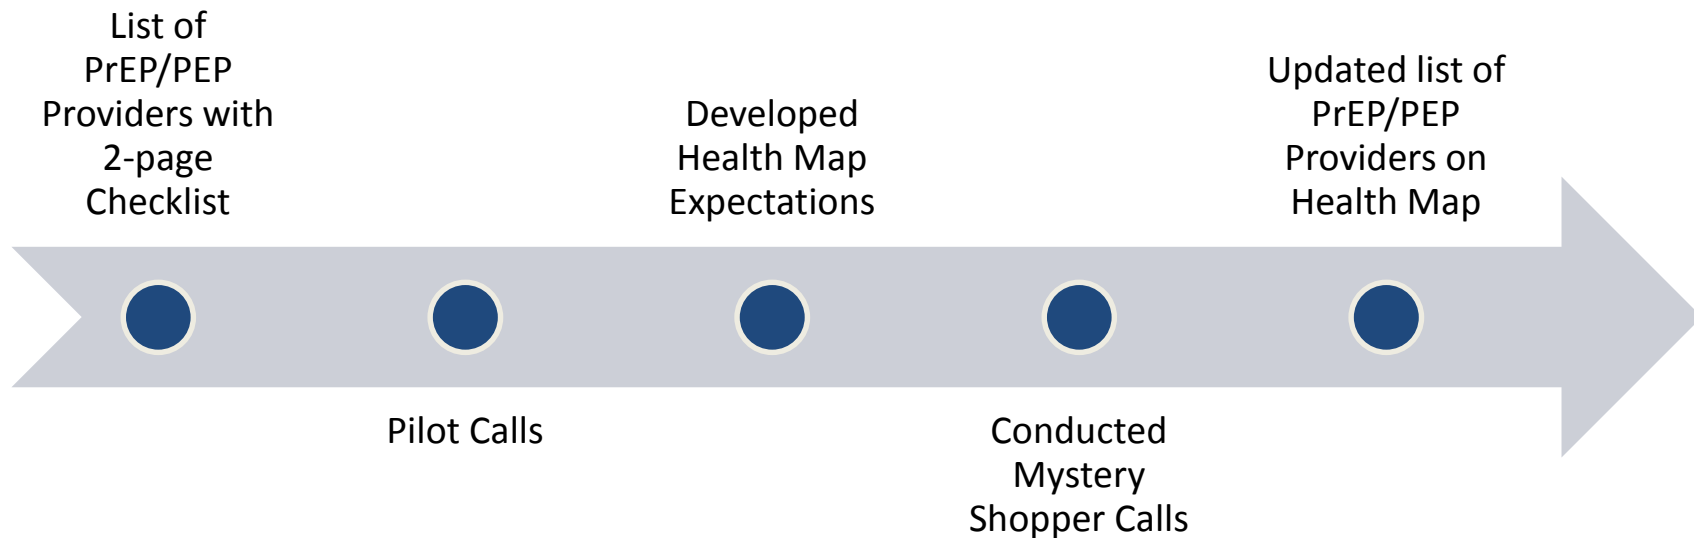 List of
PrEP/PEP
Providers with
2-page
Checklist
Pilot Calls
Developed
Health Map
Expectations
Conducted
Mystery
Shopper Calls
Updated list of
PrEP/PEP
Providers on
Health Map